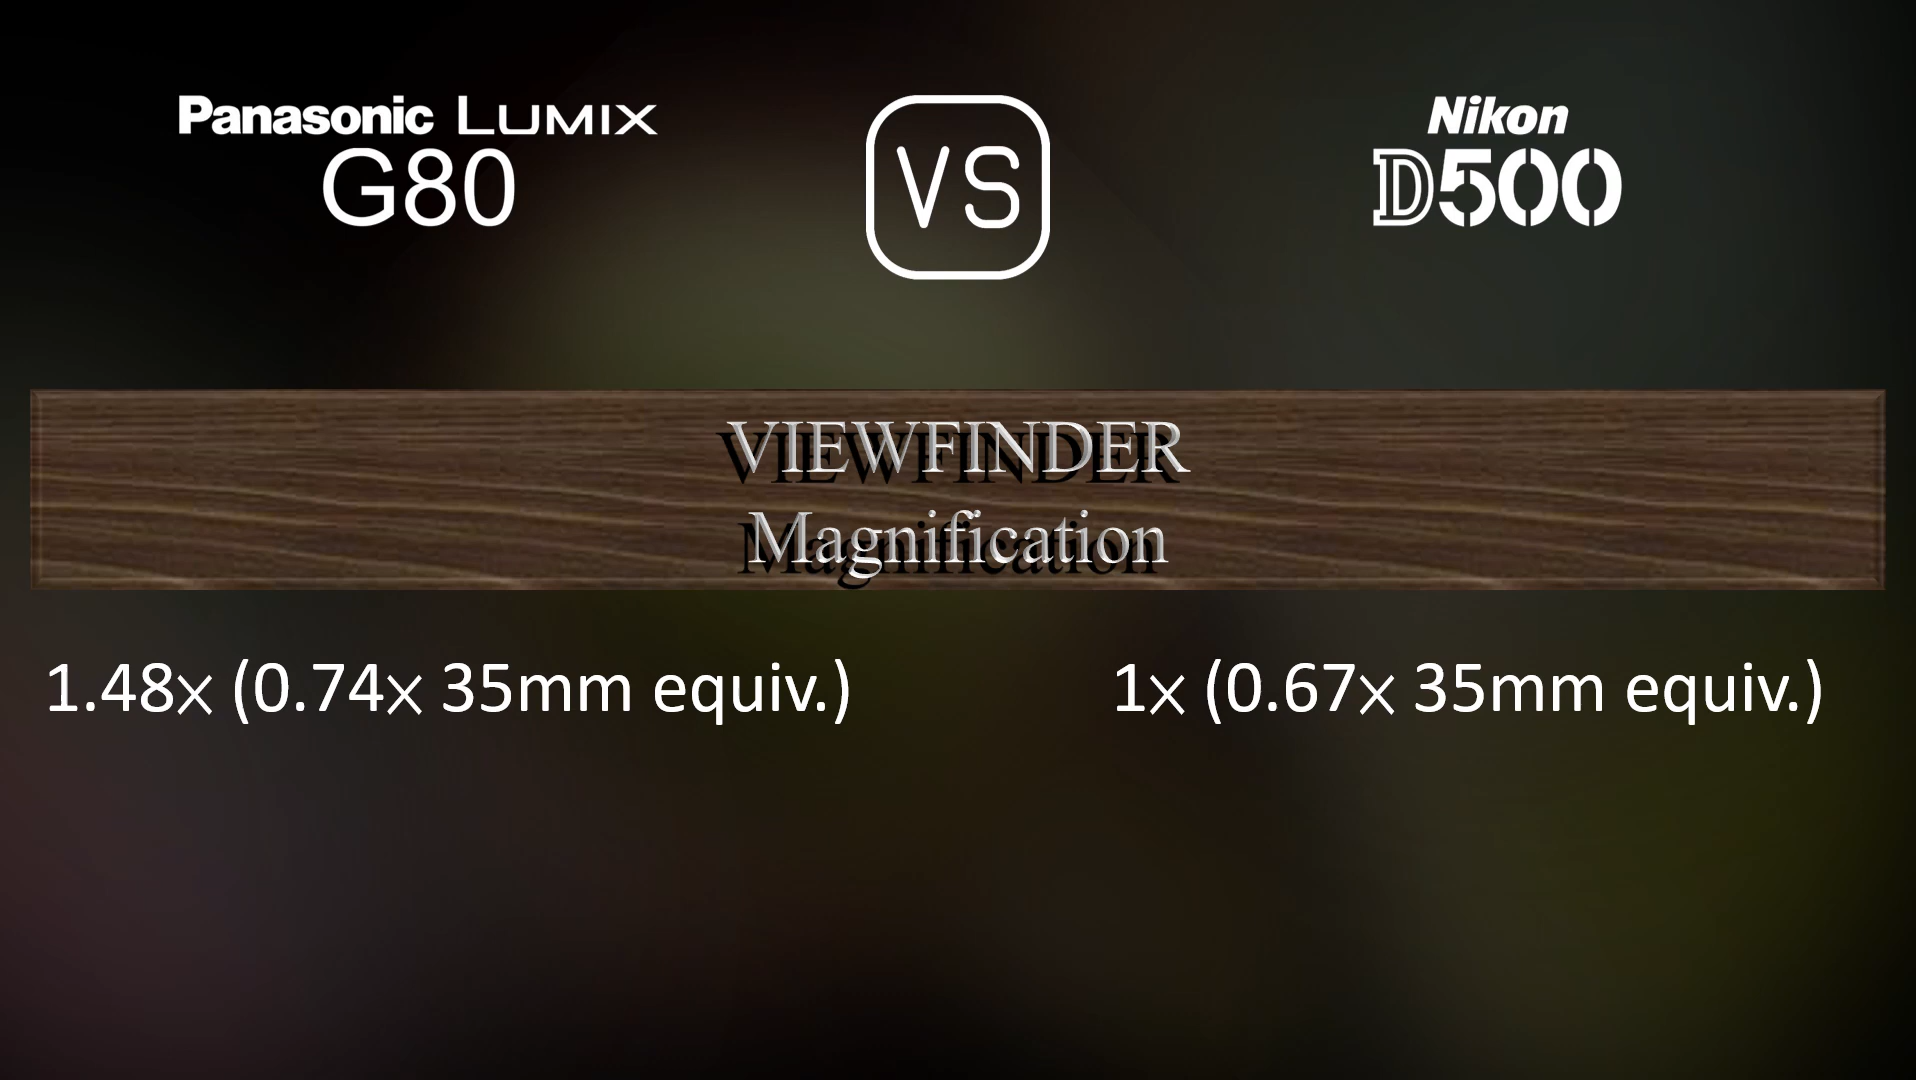 Panasonic LUMIX
G80
VS
Nikon
D500
VIEWFINDER
Magnification
1.48x (0.74x 35mm equiv.)
1x (0.67x 35mm equiv.)